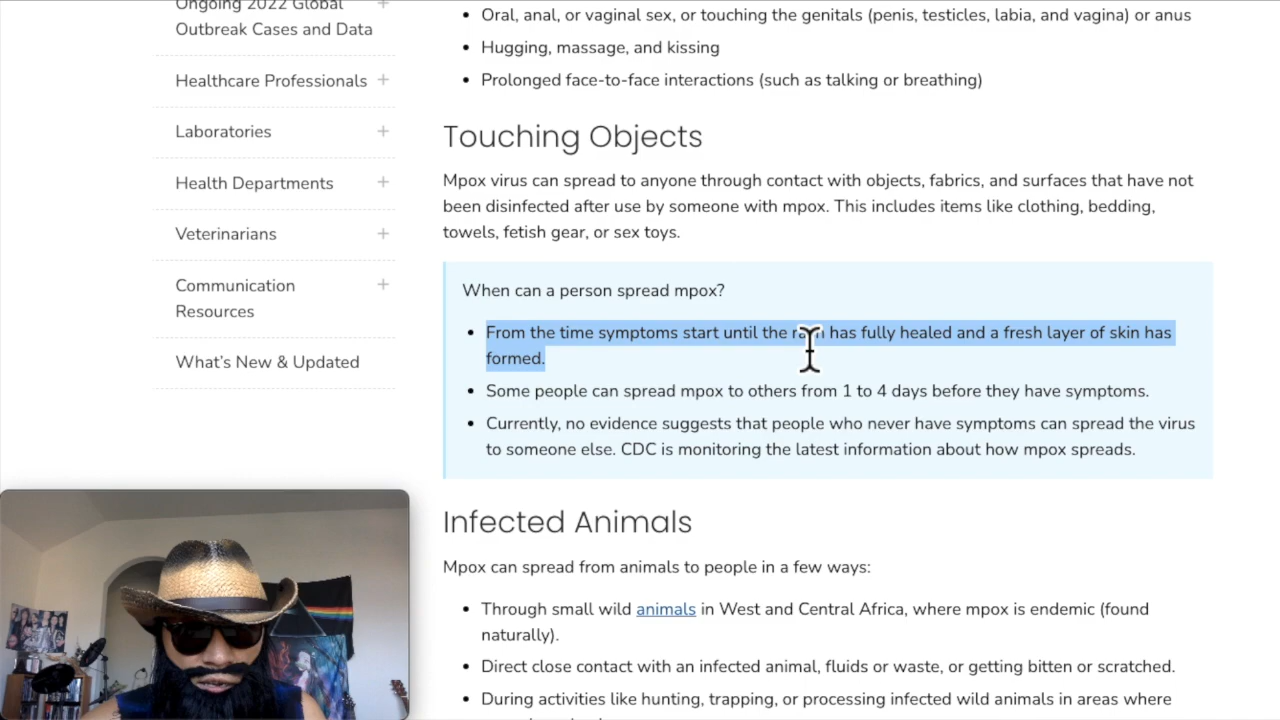 Ongoing 2022 Global
Outbreak Cases and Data
Healthcare Professionals
Laboratories
Health Departments
Veterinarians
Communication
Resources
What's New & Updated
Oral, anal, or vaginal sex, or touching the genitals (penis, testicles, labia, and vagina) or anus
Hugging, massage, and kissing
Prolonged face-to-face interactions (such as talking or breathing)
Touching Objects
Mpox virus can spread to anyone through contact with objects, fabrics, and surfaces that have not
been disinfected after use by someone with mpox. This includes items like clothing, bedding,
towels, fetish gear, or sex toys.
When can a person spread mpox?
From the time symptoms start until the rash has fully healed and a fresh layer of skin has
formed.
Some people can spread mpox to others from 1 to 4 days before they have symptoms.
Currently, no evidence suggests that people who never have symptoms can spread the virus
to someone else. CDC is monitoring the latest information about how mpox spreads.
Infected Animals
Mpox can spread from animals to people in a few ways:
Through small wild animals in West and Central Africa, where mpox is endemic (found
naturally).
Direct close contact with an infected animal, fluids or waste, or getting bitten or scratched.
During activities like hunting, trapping, or processing infected wild animals in areas where